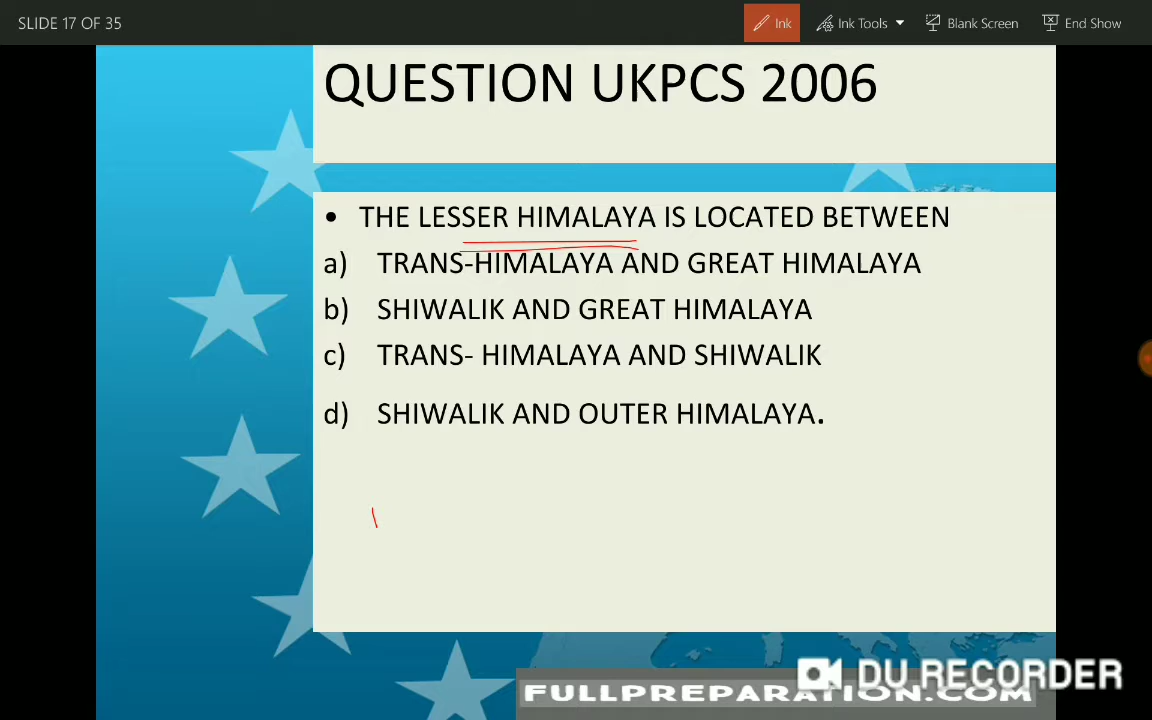 SLIDE 17 OF 35
Ink
Ink Tools
Blank Screen
End Show
QUESTION UKPCS 2006
• THE LESSER HIMALAYA IS LOCATED BETWEEN
a) TRANS-HIMALAYA AND GREAT HIMALAYA
b) SHIWALIK AND GREAT HIMALAYA
c) TRANS- HIMALAYA AND SHIWALIK
d) SHIWALIK AND OUTER HIMALAYA.
DU RECORDER
FULLPREPARATION.COM